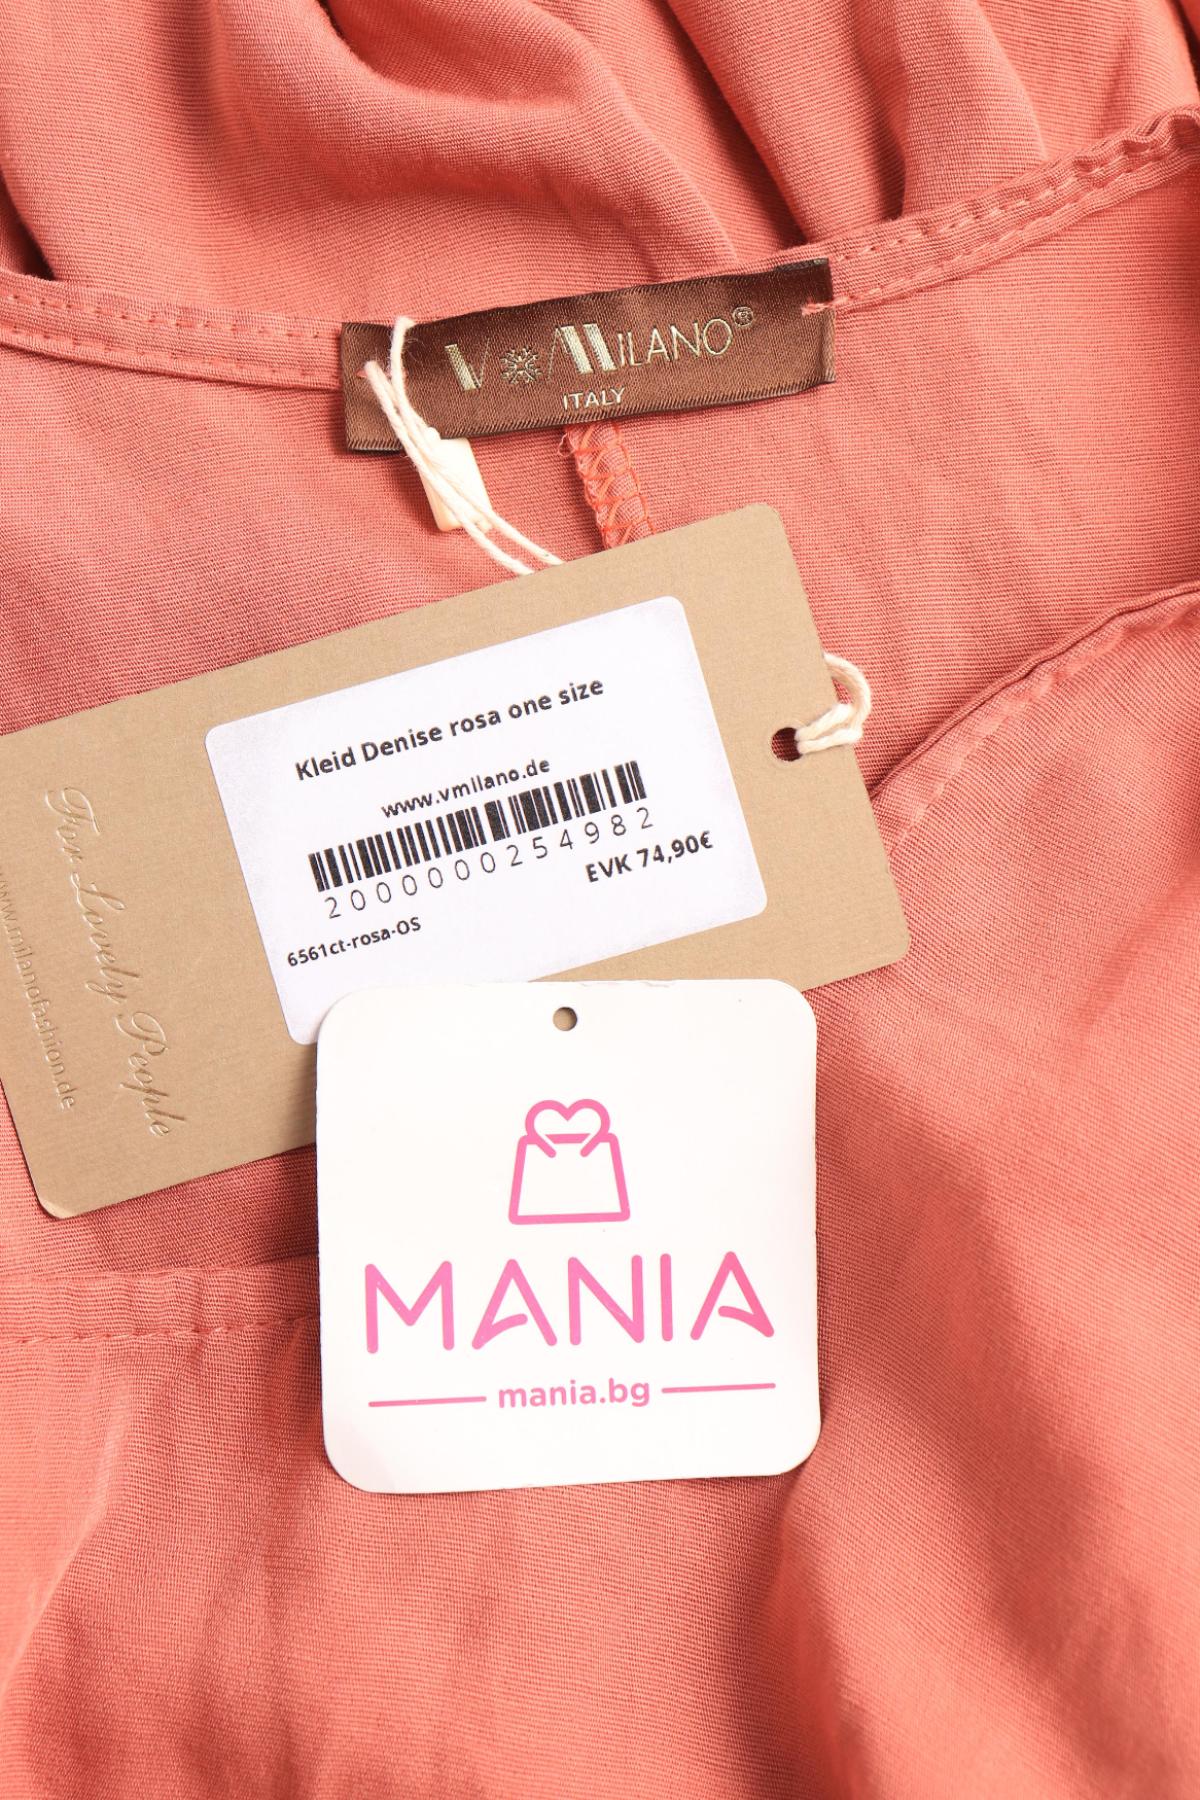 V MILANO®
ITALY
Kleid Denise rosa one size
www.vmilano.de
2000000254982
EVK 74,90€
6561ct-rosa-OS
For Lovely People
www.milanofashion.de
MANIA
mania.bg